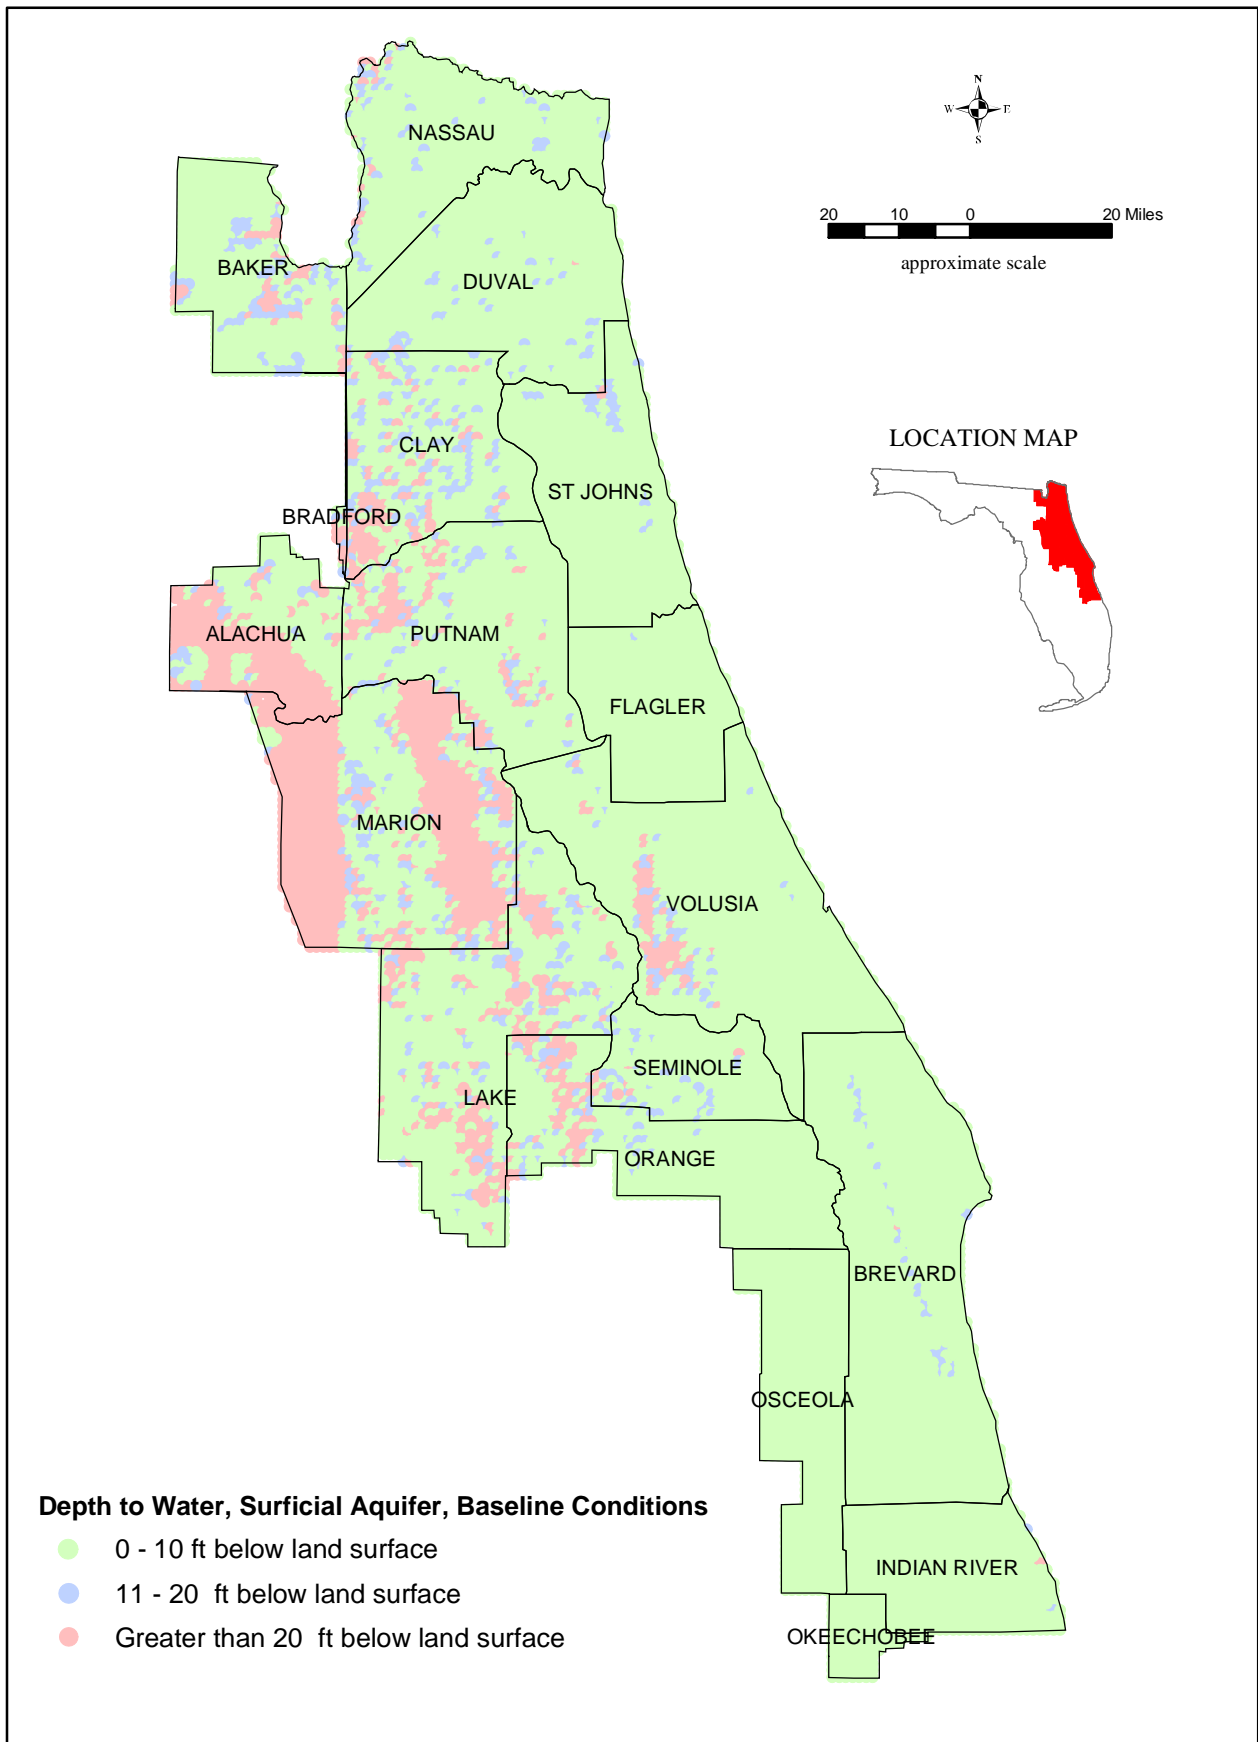 N
W E
S
20 10 0 20 Miles
approximate scale
NASSAU
BAKER
DUVAL
CLAY
LOCATION MAP
ST JOHNS
BRADFORD
ALACHUA
PUTNAM
FLAGLER
MARION
VOLUSIA
SEMINOLE
LAKE
ORANGE
BREVARD
OSCEOLA
Depth to Water, Surficial Aquifer, Baseline Conditions
0 - 10 ft below land surface
11 - 20 ft below land surface
Greater than 20 ft below land surface
INDIAN RIVER
OKEECHOBEE